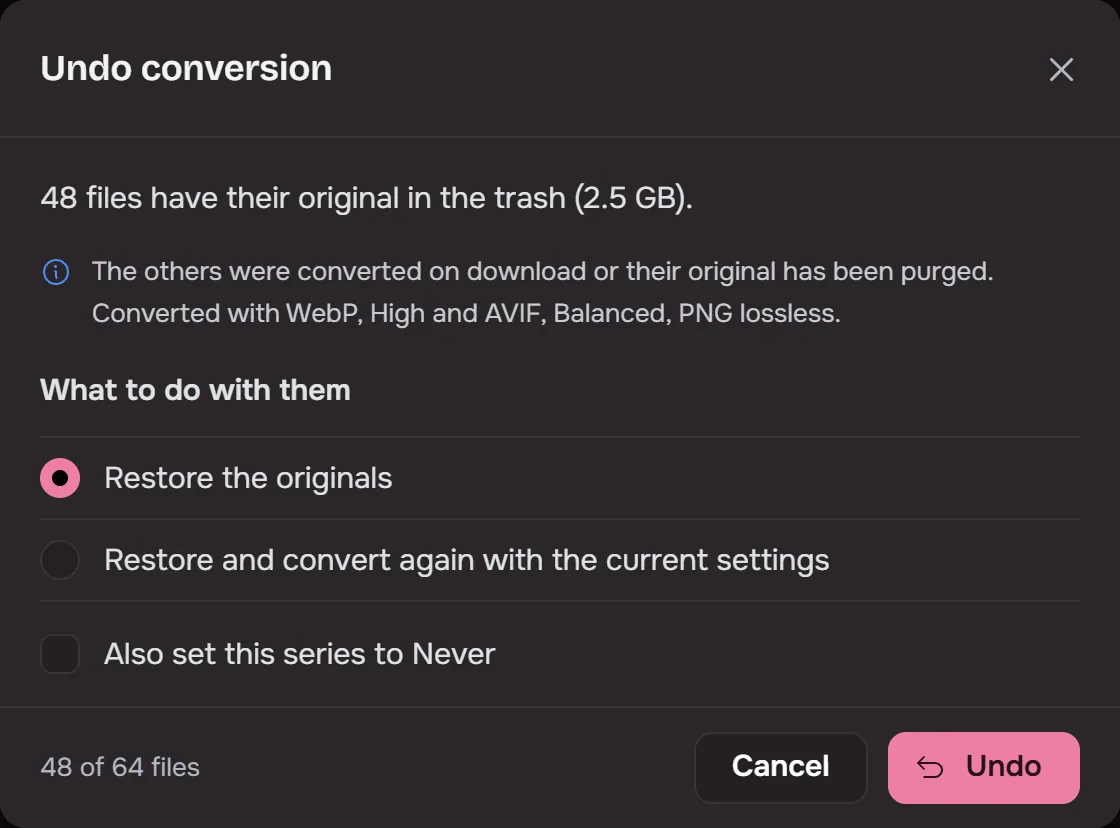 Undo conversion
48 files have their original in the trash (2.5 GB).
The others were converted on download or their original has been purged.
Converted with WebP, High and AVIF, Balanced, PNG lossless.
What to do with them
Restore the originals
Restore and convert again with the current settings
Also set this series to Never
48 of 64 files
Cancel
Undo